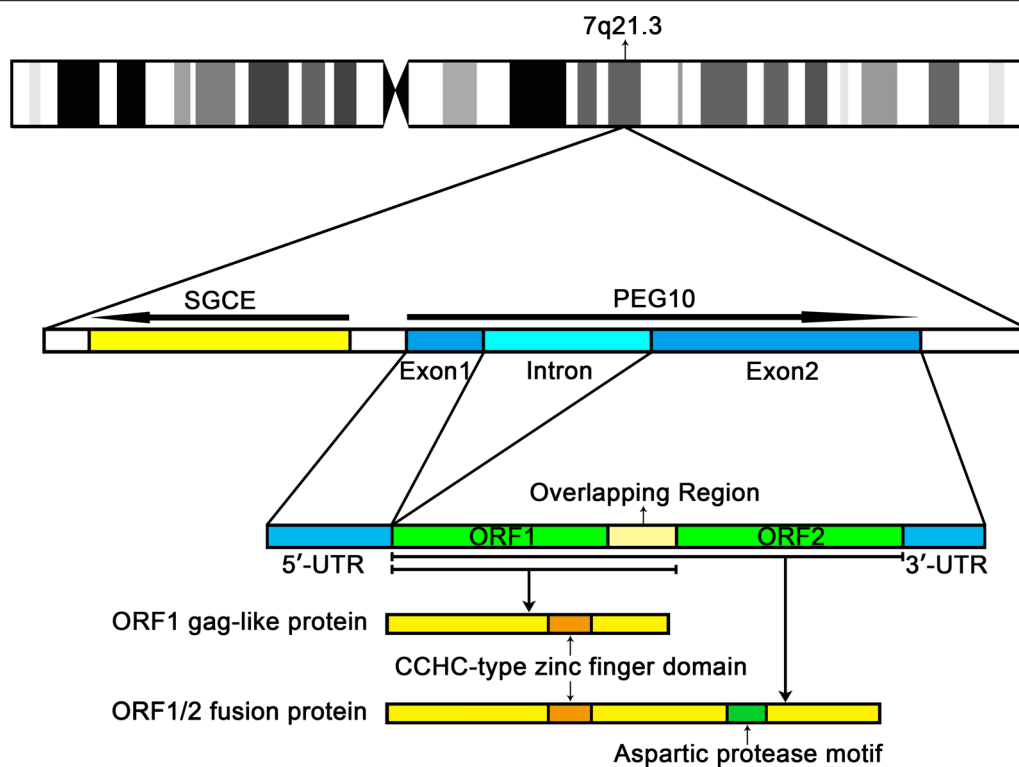 7q21.3
SGCE
PEG10
Exon1
Intron
Exon2
Overlapping Region
ORF1
ORF2
5′-UTR
3′-UTR
ORF1 gag-like protein
CCHC-type zinc finger domain
ORF1/2 fusion protein
Aspartic protease motif